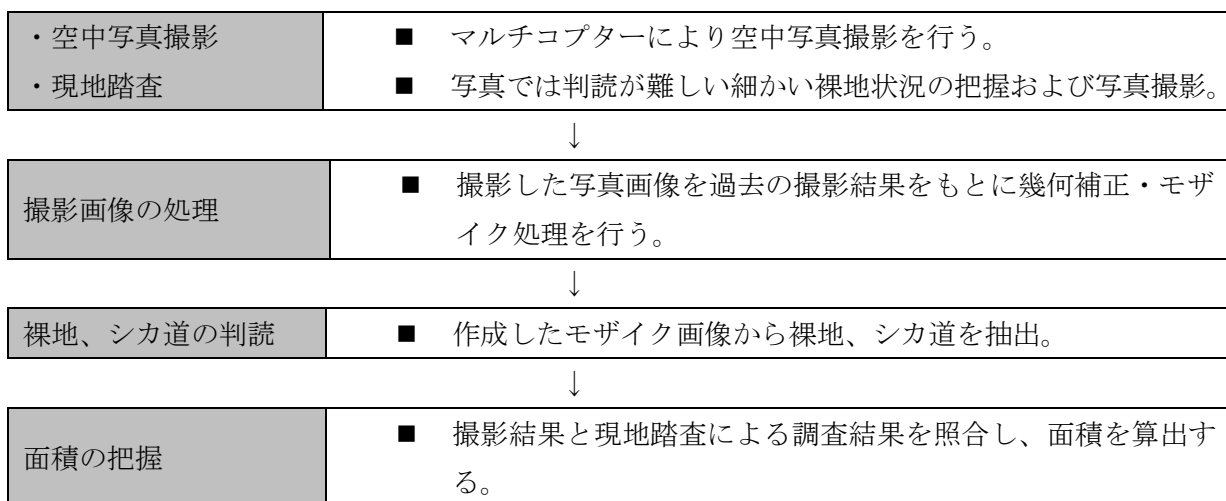 ・空中写真撮影
・現地踏査
■ マルチコプターにより空中写真撮影を行う。
■ 写真では判読が難しい細かい裸地状況の把握および写真撮影。
↓
撮影画像の処理
■ 撮影した写真画像を過去の撮影結果をもとに幾何補正・モザ
イク処理を行う。
↓
裸地、シカ道の判読
■ 作成したモザイク画像から裸地、シカ道を抽出。
↓
面積の把握
■ 撮影結果と現地踏査による調査結果を照合し、面積を算出す
る。